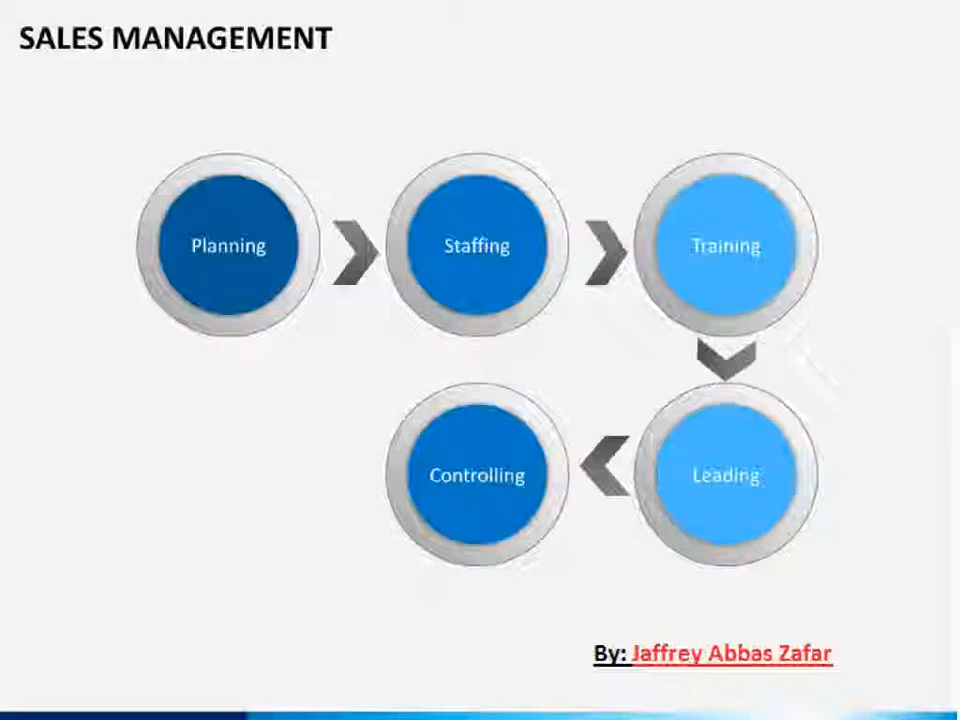 SALES MANAGEMENT
Planning
Staffing
Training
Controlling
Leading
By: Jaffrey Abbas Zafar